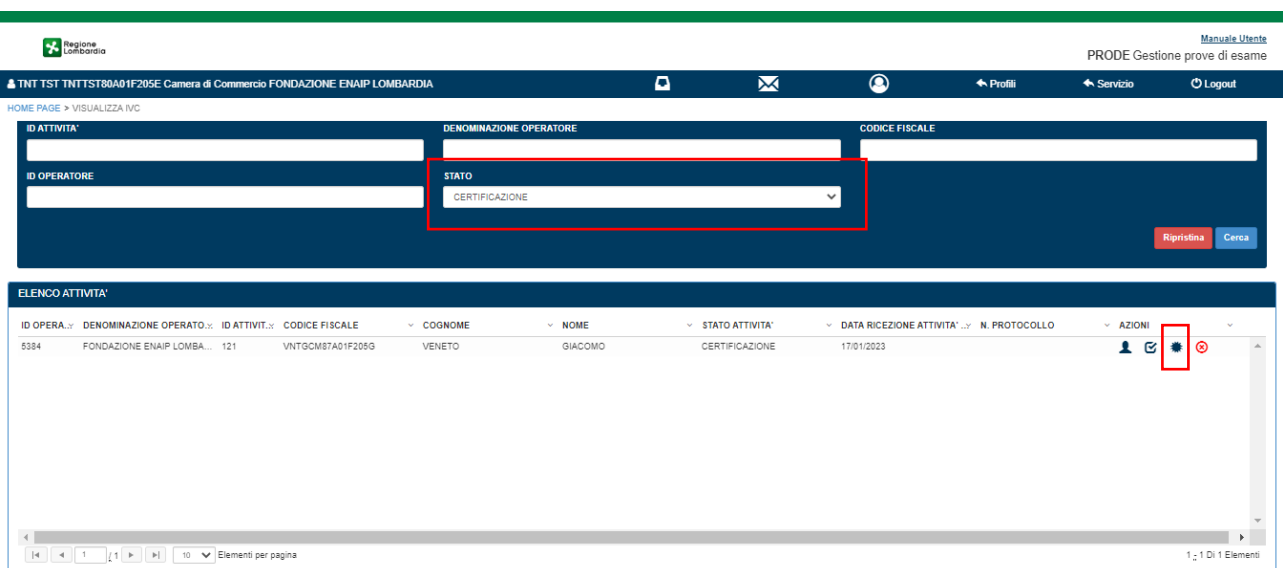 Regione
Lombardia
Manuale Utente
PRODE Gestione prove di esame
TNT TST TNTTST80A01F205E Camera di Commercio FONDAZIONE ENAIP LOMBARDIA
Profili
Servizio
Logout
HOME PAGE > VISUALIZZA IVC
ID ATTIVITA' DENOMINAZIONE OPERATORE CODICE FISCALE
ID OPERATORE STATO
CERTIFICAZIONE
Ripristina Cerca
ELENCO ATTIVITA'
ID OPERA... DENOMINAZIONE OPERATO... ID ATTIVIT... CODICE FISCALE COGNOME NOME STATO ATTIVITA' DATA RICEZIONE ATTIVITA' ... N. PROTOCOLLO AZIONI
5384 FONDAZIONE ENAIP LOMBA... 121 VNTGCM87A01F205G VENETO GIACOMO CERTIFICAZIONE 17/01/2023
1 / 1 10 Elementi per pagina 1 - 1 Di 1 Elementi